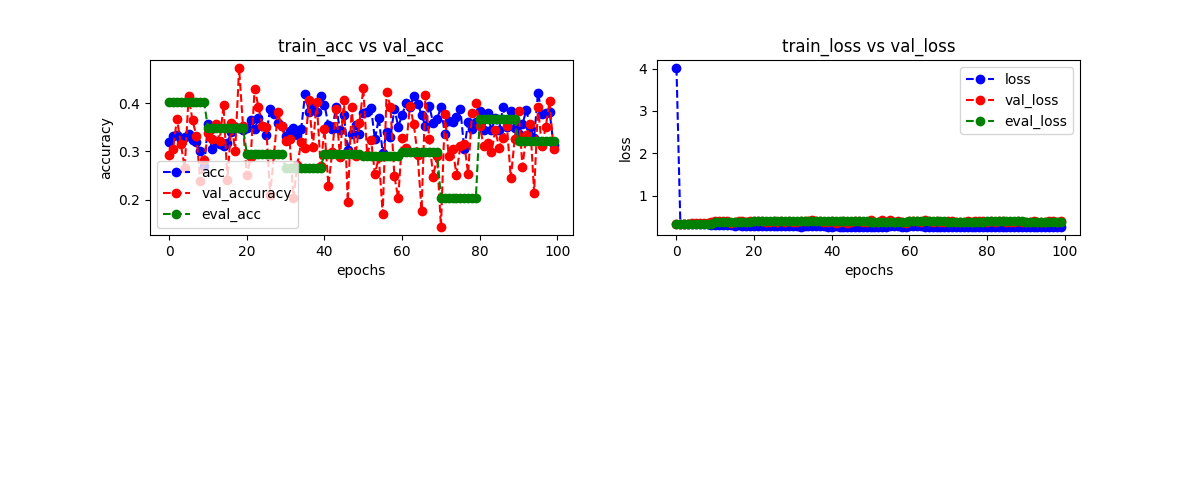 train_acc vs val_acc
accuracy
0.4
0.3
0.2
acc
val_accuracy
eval_acc
0 20 40 60 80 100
epochs
train_loss vs val_loss
loss
4
3
2
1
loss
val_loss
eval_loss
0 20 40 60 80 100
epochs